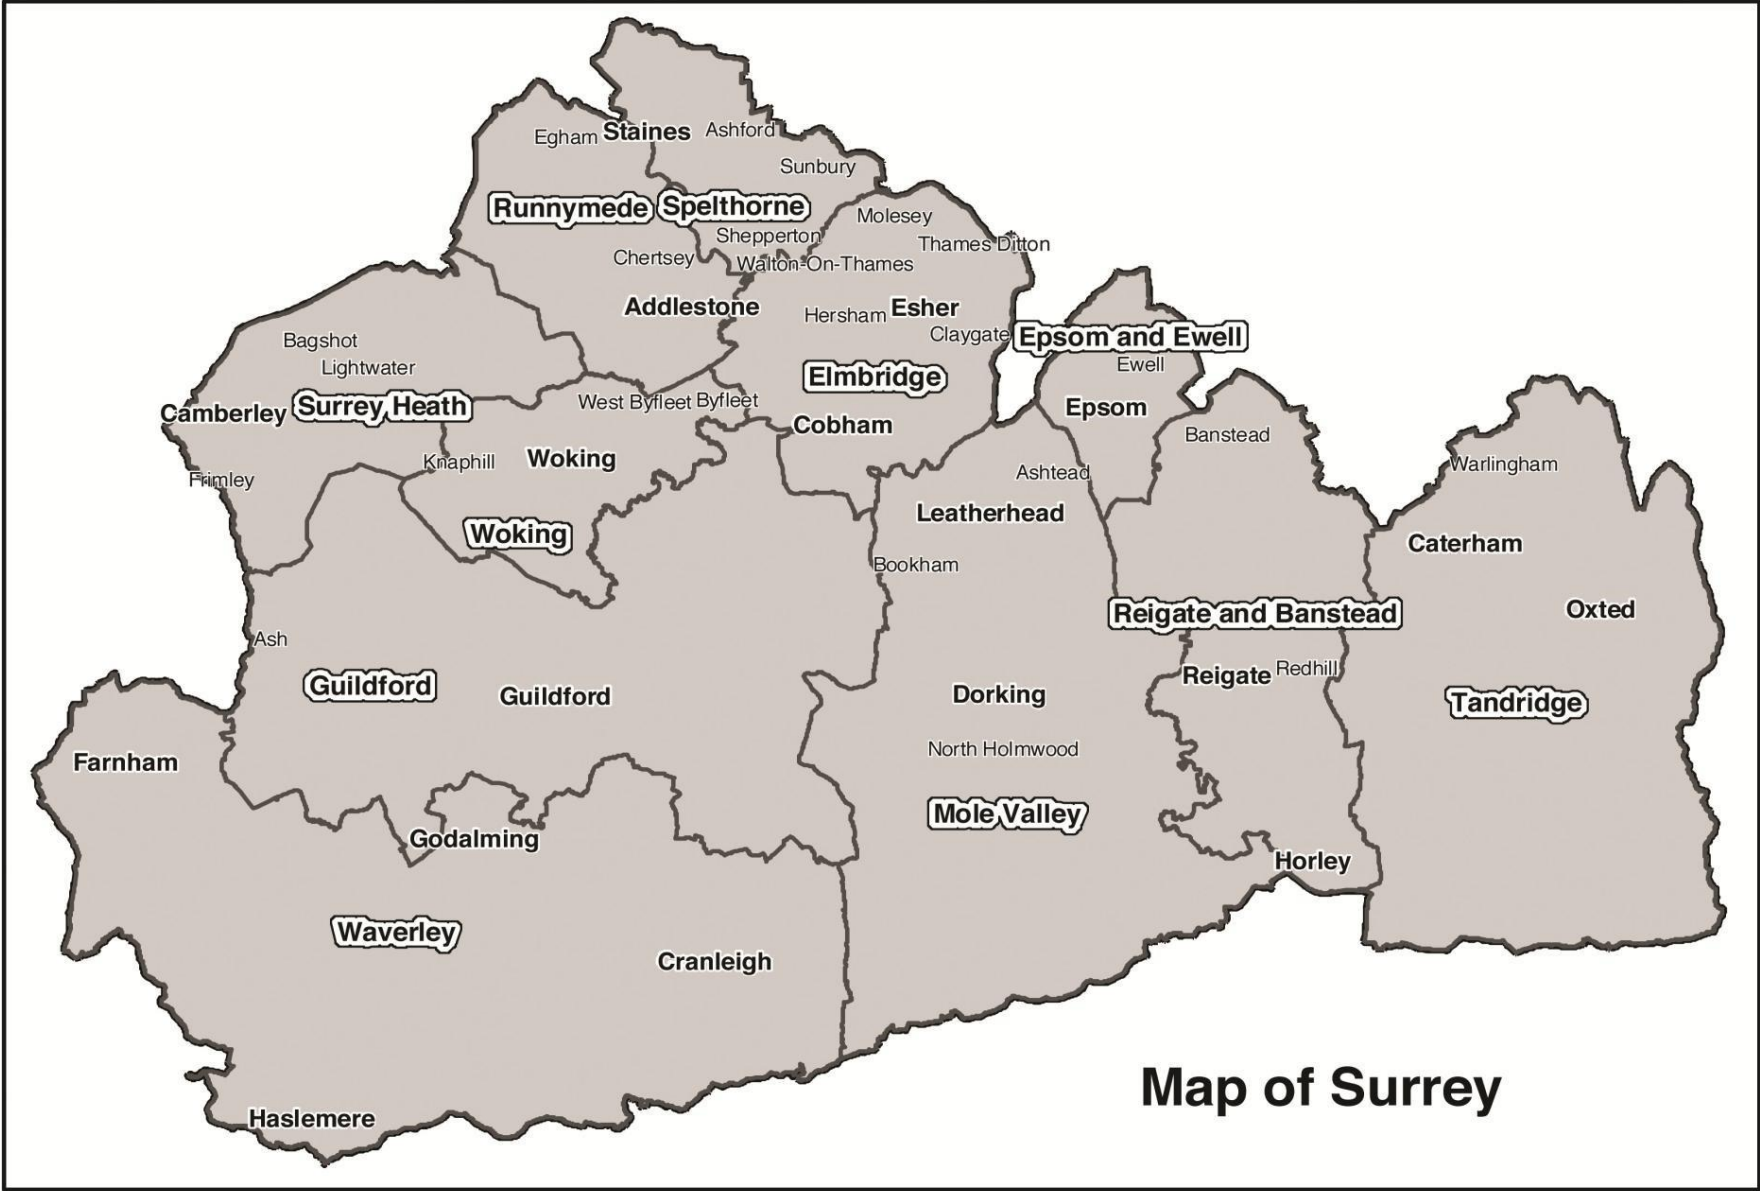 Egham
Staines
Ashford
Sunbury
Runnymede
Spelthorne
Molesey
Shepperton
Thames Ditton
Chertsey
Walton-On-Thames
Addlestone
Hersham
Esher
Claygate
Epsom and Ewell
Bagshot
Lightwater
Ewell
Elmbridge
Camberley
Surrey Heath
West Byfleet
Byfleet
Epsom
Cobham
Banstead
Knaphill
Woking
Warlingham
Frimley
Ashtead
Leatherhead
Woking
Caterham
Bookham
Reigate and Banstead
Oxted
Ash
Guildford
Guildford
Dorking
Reigate
Redhill
Tandridge
North Holmwood
Farnham
Mole Valley
Godalming
Horley
Waverley
Cranleigh
Map of Surrey
Haslemere